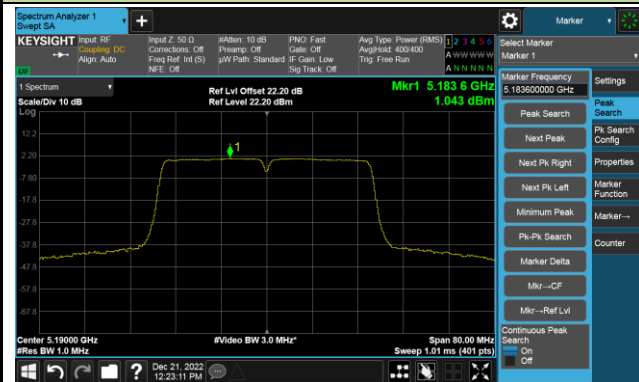 Spectrum Analyzer 1
Swept SA
Marker
KEYSIGHT
Input: RF
Coupling: DC
Align: Auto
Input Z: 50 Ω
Corrections: Off
Freq Ref: Int (S)
NFE: Off
#Atten: 10 dB
Preamp: Off
µW Path: Standard
PNO: Fast
Gate: Off
IF Gain: Low
Sig Track: Off
Avg Type: Power (RMS)
Avg|Hold: 400/400
Trig: Free Run
1 2 3 4 5 6
A W W W W W
A N N N N N
LXI
Select Marker
Marker 1
1 Spectrum
Scale/Div 10 dB
Ref Lvl Offset 22.20 dB
Ref Level 22.20 dBm
Mkr1 5.183 6 GHz
1.043 dBm
Log
12.2
2.20
-7.80
-17.8
-27.8
-37.8
-47.8
-57.8
-67.8
1
Center 5.19000 GHz
#Res BW 1.0 MHz
#Video BW 3.0 MHz*
Span 80.00 MHz
Sweep 1.01 ms (401 pts)
Marker Frequency
5.183600000 GHz
Peak Search
Next Peak
Next Pk Right
Next Pk Left
Minimum Peak
Pk-Pk Search
Marker Delta
Mkr→CF
Mkr→Ref Lvl
Continuous Peak
Search
On
Off
Settings
Peak
Search
Pk Search
Config
Properties
Marker
Function
Marker→
Counter
?
Dec 21, 2022
12:23:11 PM